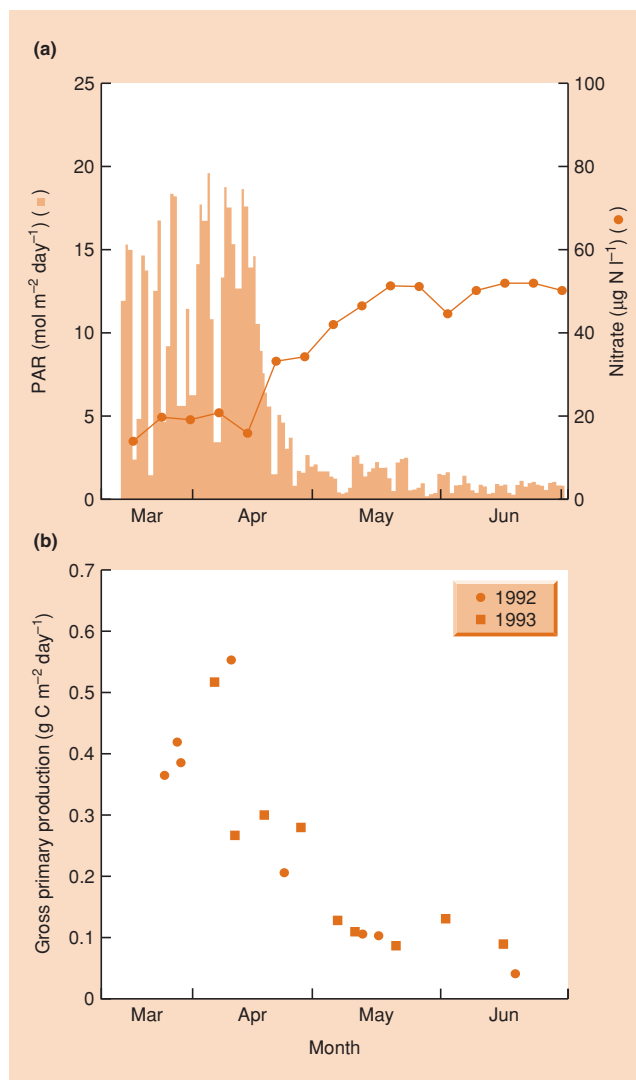 (a)
25
20
15
10
5
0
PAR (mol m⁻² day⁻¹) (■)
100
80
60
40
20
0
Nitrate (µg N l⁻¹) (●)
Mar Apr May Jun
(b)
0.7
0.6
0.5
0.4
0.3
0.2
0.1
0
Gross primary production (g C m⁻² day⁻¹)
1992
1993
Mar Apr May Jun
Month